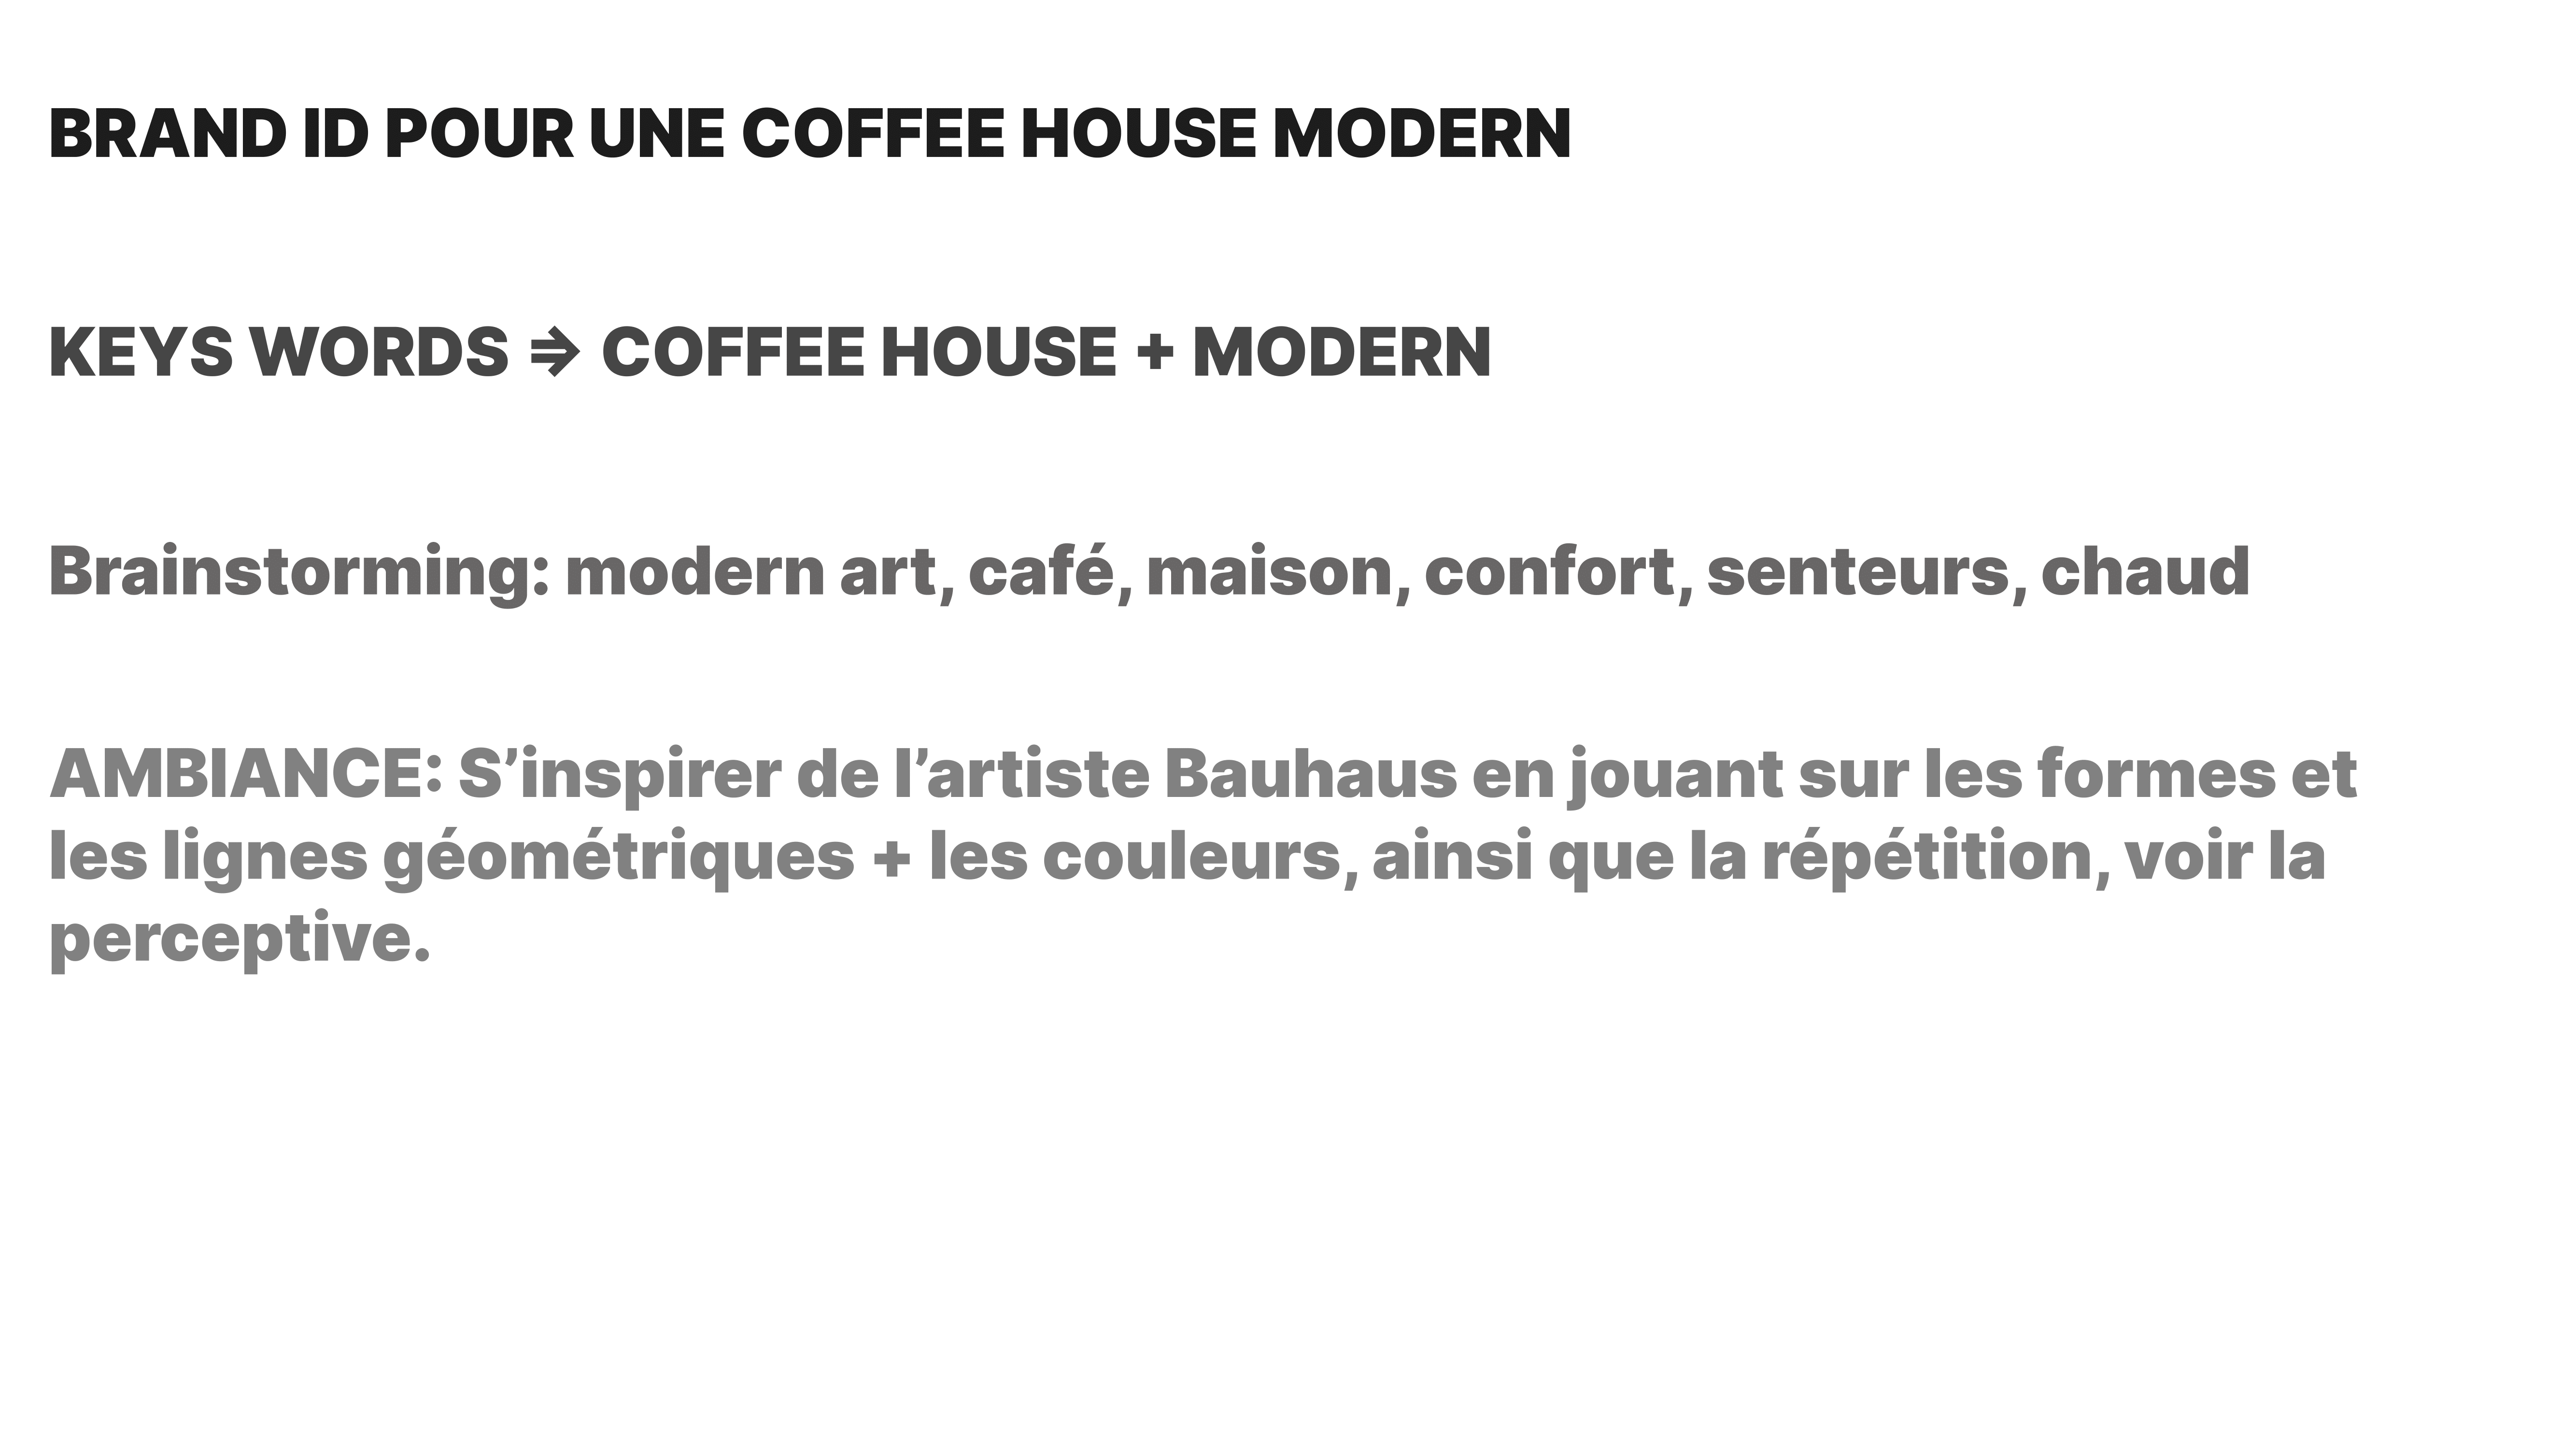 BRAND ID POUR UNE COFFEE HOUSE MODERN
KEYS WORDS => COFFEE HOUSE + MODERN
Brainstorming: modern art, café, maison, confort, senteurs, chaud
AMBIANCE: S’inspirer de l’artiste Bauhaus en jouant sur les formes et
les lignes géométriques + les couleurs, ainsi que la répétition, voir la
perceptive.